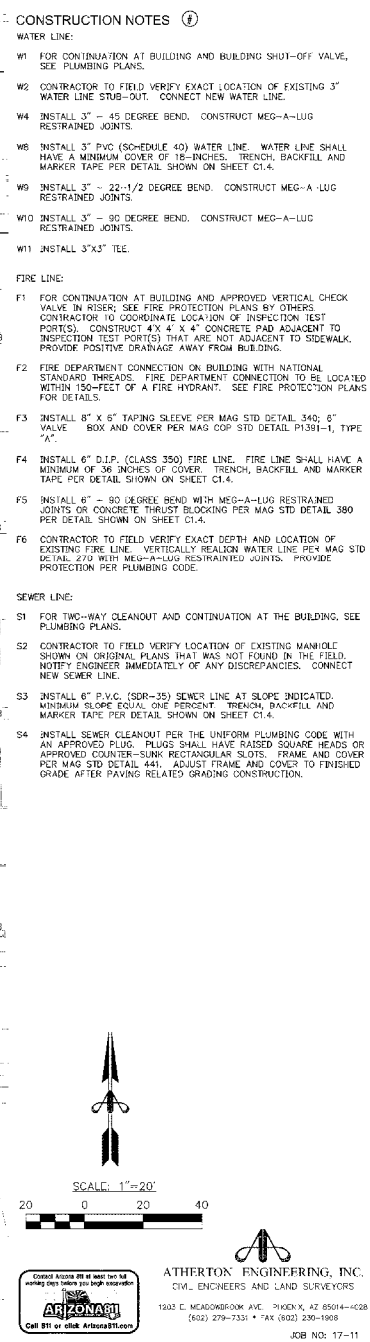 CONSTRUCTION NOTES #
WATER LINE:
W1 FOR CONTINUATION AT BUILDING AND BUILDING SHUT-OFF VALVE,
SEE PLUMBING PLANS.
W2 CONTRACTOR TO FIELD VERIFY EXACT LOCATION OF EXISTING 3"
WATER LINE STUB-OUT. CONNECT NEW WATER LINE.
W4 INSTALL 3" - 45 DEGREE BEND. CONSTRUCT MEG-A-LUG
RESTRAINED JOINTS.
W8 INSTALL 3" PVC (SCHEDULE 40) WATER LINE. WATER LINE SHALL
HAVE A MINIMUM COVER OF 18-INCHES. TRENCH, BACKFILL AND
MARKER TAPE PER DETAIL SHOWN ON SHEET C1.4.
W9 INSTALL 3" - 22-1/2 DEGREE BEND. CONSTRUCT MEG-A-LUG
RESTRAINED JOINTS.
W10 INSTALL 3" - 90 DEGREE BEND. CONSTRUCT MEG-A-LUG
RESTRAINED JOINTS.
W11 INSTALL 3"X3" TEE.
FIRE LINE:
F1 FOR CONTINUATION AT BUILDING AND APPROVED VERTICAL CHECK
VALVE IN RISER; SEE FIRE PROTECTION PLANS BY OTHERS.
CONTRACTOR TO COORDINATE LOCATION OF INSPECTION TEST
PORT(S). CONSTRUCT 4'X 4' X 4" CONCRETE PAD ADJACENT TO
INSPECTION TEST PORT(S) THAT ARE NOT ADJACENT TO SIDEWALK.
PROVIDE POSITIVE DRAINAGE AWAY FROM BUILDING.
F2 FIRE DEPARTMENT CONNECTION ON BUILDING WITH NATIONAL
STANDARD THREADS. FIRE DEPARTMENT CONNECTION TO BE LOCATED
WITHIN 150-FEET OF A FIRE HYDRANT. SEE FIRE PROTECTION PLANS
FOR DETAILS.
F3 INSTALL 8" X 6" TAPING SLEEVE PER MAG STD DETAIL 340; 6"
VALVE BOX AND COVER PER MAG COP STD DETAIL P1391-1, TYPE
"A".
F4 INSTALL 6" D.I.P. (CLASS 350) FIRE LINE. FIRE LINE SHALL HAVE A
MINIMUM OF 36 INCHES OF COVER. TRENCH, BACKFILL AND MARKER
TAPE PER DETAIL SHOWN ON SHEET C1.4.
F5 INSTALL 6" - 90 DEGREE BEND WITH MEG-A-LUG RESTRAINED
JOINTS OR CONCRETE THRUST BLOCKING PER MAG STD DETAIL 380
PER DETAIL SHOWN ON SHEET C1.4.
F6 CONTRACTOR TO FIELD VERIFY EXACT DEPTH AND LOCATION OF
EXISTING FIRE LINE. VERTICALLY REALIGN WATER LINE PER MAG STD
DETAIL 270 WITH MEG-A-LUG RESTRAINTED JOINTS. PROVIDE
PROTECTION PER PLUMBING CODE.
SEWER LINE:
S1 FOR TWO-WAY CLEANOUT AND CONTINUATION AT THE BUILDING, SEE
PLUMBING PLANS.
S2 CONTRACTOR TO FIELD VERIFY LOCATION OF EXISTING MANHOLE
SHOWN ON ORIGINAL PLANS THAT WAS NOT FOUND IN THE FIELD.
NOTIFY ENGINEER IMMEDIATELY OF ANY DISCREPANCIES. CONNECT
NEW SEWER LINE.
S3 INSTALL 6" P.V.C. (SDR-35) SEWER LINE AT SLOPE INDICATED.
MINIMUM SLOPE EQUAL ONE PERCENT. TRENCH, BACKFILL AND
MARKER TAPE PER DETAIL SHOWN ON SHEET C1.4.
S4 INSTALL SEWER CLEANOUT PER THE UNIFORM PLUMBING CODE WITH
AN APPROVED PLUG. PLUGS SHALL HAVE RAISED SQUARE HEADS OR
APPROVED COUNTER-SUNK RECTANGULAR SLOTS. FRAME AND COVER
PER MAG STD DETAIL 441. ADJUST FRAME AND COVER TO FINISHED
GRADE AFTER PAVING RELATED GRADING CONSTRUCTION.
SCALE: 1"=20'
20 0 20 40
Contact Arizona 811 at least two full
working days before you begin excavation
ARIZONA811
Call 811 or click Arizona811.com
ATHERTON ENGINEERING, INC.
CIVIL ENGINEERS AND LAND SURVEYORS
1203 E. MEADOWBROOK AVE. PHOENIX, AZ 85014-4028
(602) 279-7331 • FAX (602) 230-1908
JOB NO: 17-11